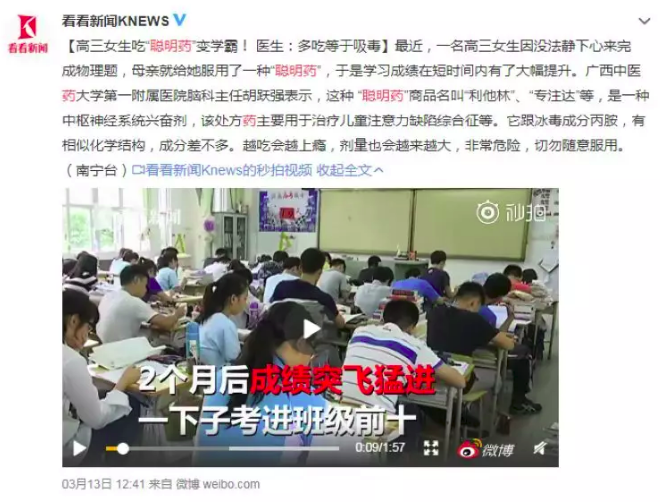 看看新闻KNEWS
看看新闻
【高三女生吃“聪明药”变学霸！ 医生：多吃等于吸毒】最近，一名高三女生因没法静下心来完
成物理题，母亲就给她服用了一种“聪明药”，于是学习成绩在短时间内有了大幅提升。广西中医
药大学第一附属医院脑科主任胡跃强表示，这种 “聪明药”商品名叫“利他林”、“专注达”等，是一种
中枢神经系统兴奋剂，该处方药主要用于治疗儿童注意力缺陷综合征等。它跟冰毒成分丙胺，有
相似化学结构，成分差不多。越吃会越上瘾，剂量也会越来越大，非常危险，切勿随意服用。
（南宁台）看看新闻Knews的秒拍视频 收起全文
秒拍
2个月后成绩突飞猛进
一下子考进班级前十
0:09/1:57
微博
03月13日 12:41 来自 微博 weibo.com